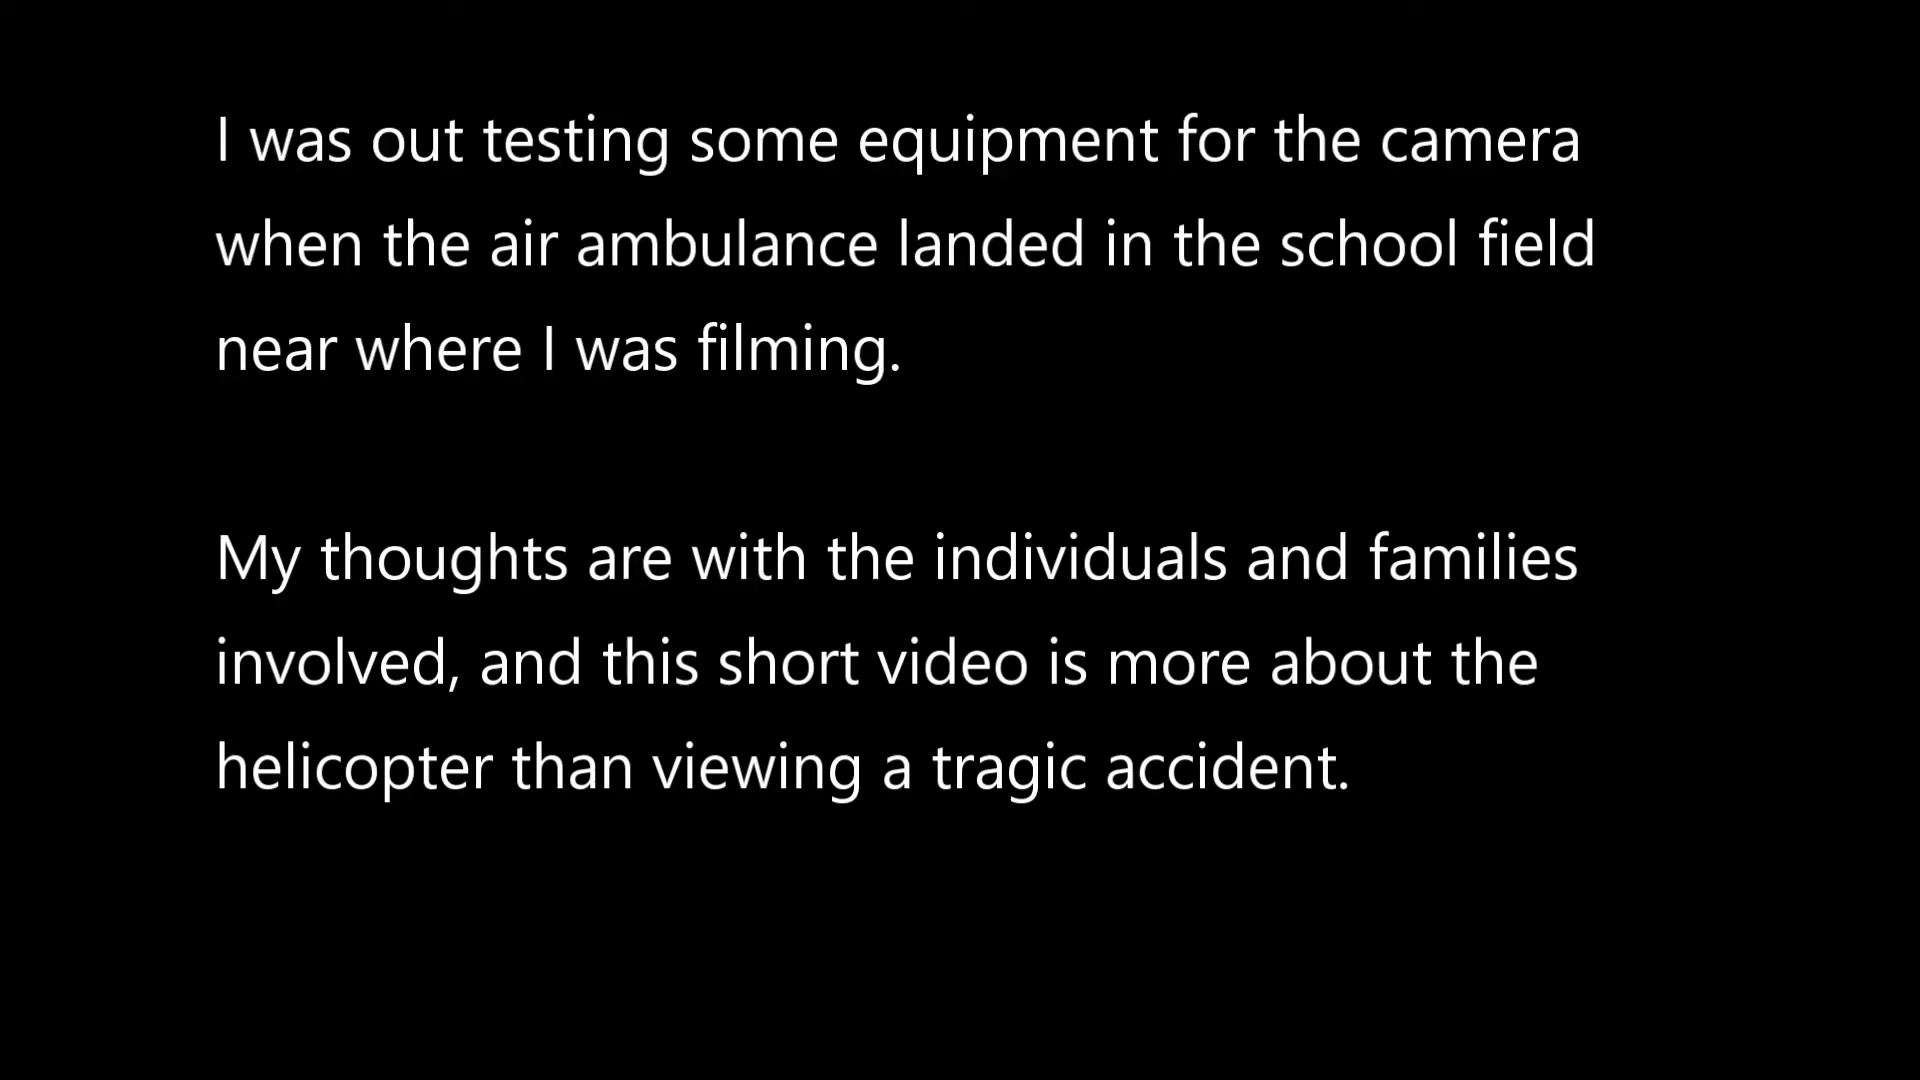 I was out testing some equipment for the camera
when the air ambulance landed in the school field
near where I was filming.
My thoughts are with the individuals and families
involved, and this short video is more about the
helicopter than viewing a tragic accident.